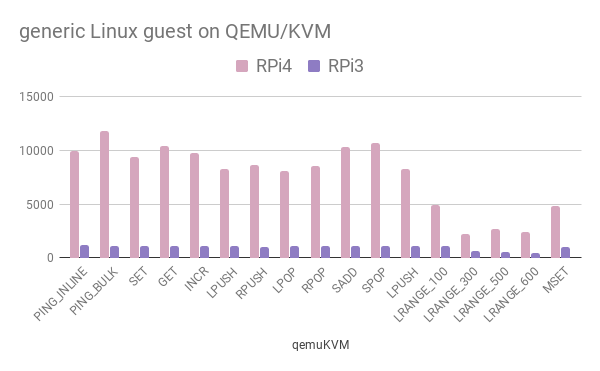 generic Linux guest on QEMU/KVM
RPi4 RPi3
15000
10000
5000
0
PING_INLINE PING_BULK SET GET INCR LPUSH RPUSH LPOP RPOP SADD SPOP LPUSH LRANGE_100 LRANGE_300 LRANGE_500 LRANGE_600 MSET
qemuKVM